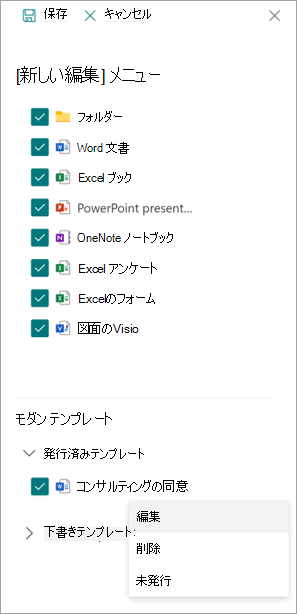 保存 キャンセル
[新しい編集] メニュー
フォルダー
Word 文書
Excel ブック
PowerPoint present...
OneNote ノートブック
Excel アンケート
Excelのフォーム
図面のVisio
モダン テンプレート
発行済みテンプレート
コンサルティングの同意
編集
下書きテンプレート:
削除
未発行